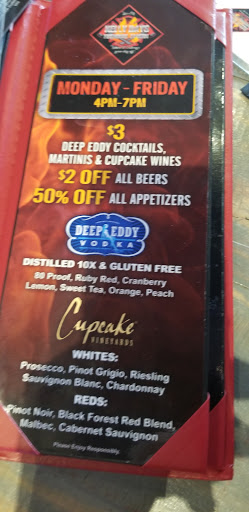 MONDAY - FRIDAY
4PM-7PM
$3
DEEP EDDY COCKTAILS,
MARTINIS & CUPCAKE WINES
$2 OFF ALL BEERS
50% OFF ALL APPETIZERS
DEEP EDDY
VODKA
DISTILLED 10X & GLUTEN FREE
80 Proof, Ruby Red, Cranberry
Lemon, Sweet Tea, Orange, Peach
Cupcake
VINEYARDS
WHITES:
Prosecco, Pinot Grigio, Riesling
Sauvignon Blanc, Chardonnay
REDS:
Pinot Noir, Black Forest Red Blend,
Malbec, Cabernet Sauvignon
Please Enjoy Responsibly.